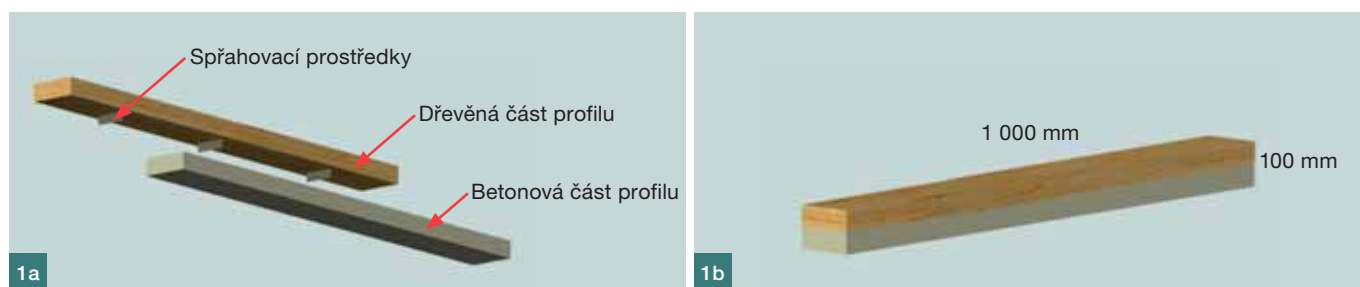 Spřahovací prostředky
Dřevěná část profilu
Betonová část profilu
1a
1 000 mm
100 mm
1b